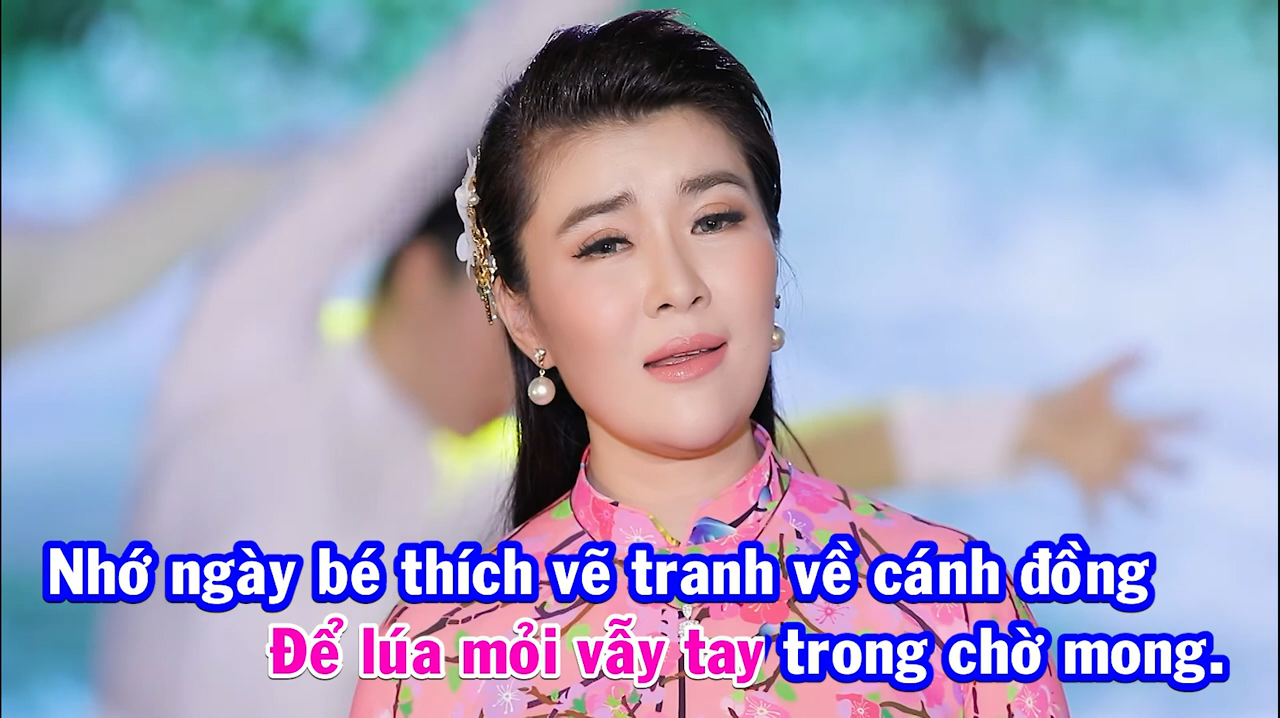 Nhớ ngày bé thích vẽ tranh về cánh đồng
Để lúa mỏi vẫy tay trong chờ mong.